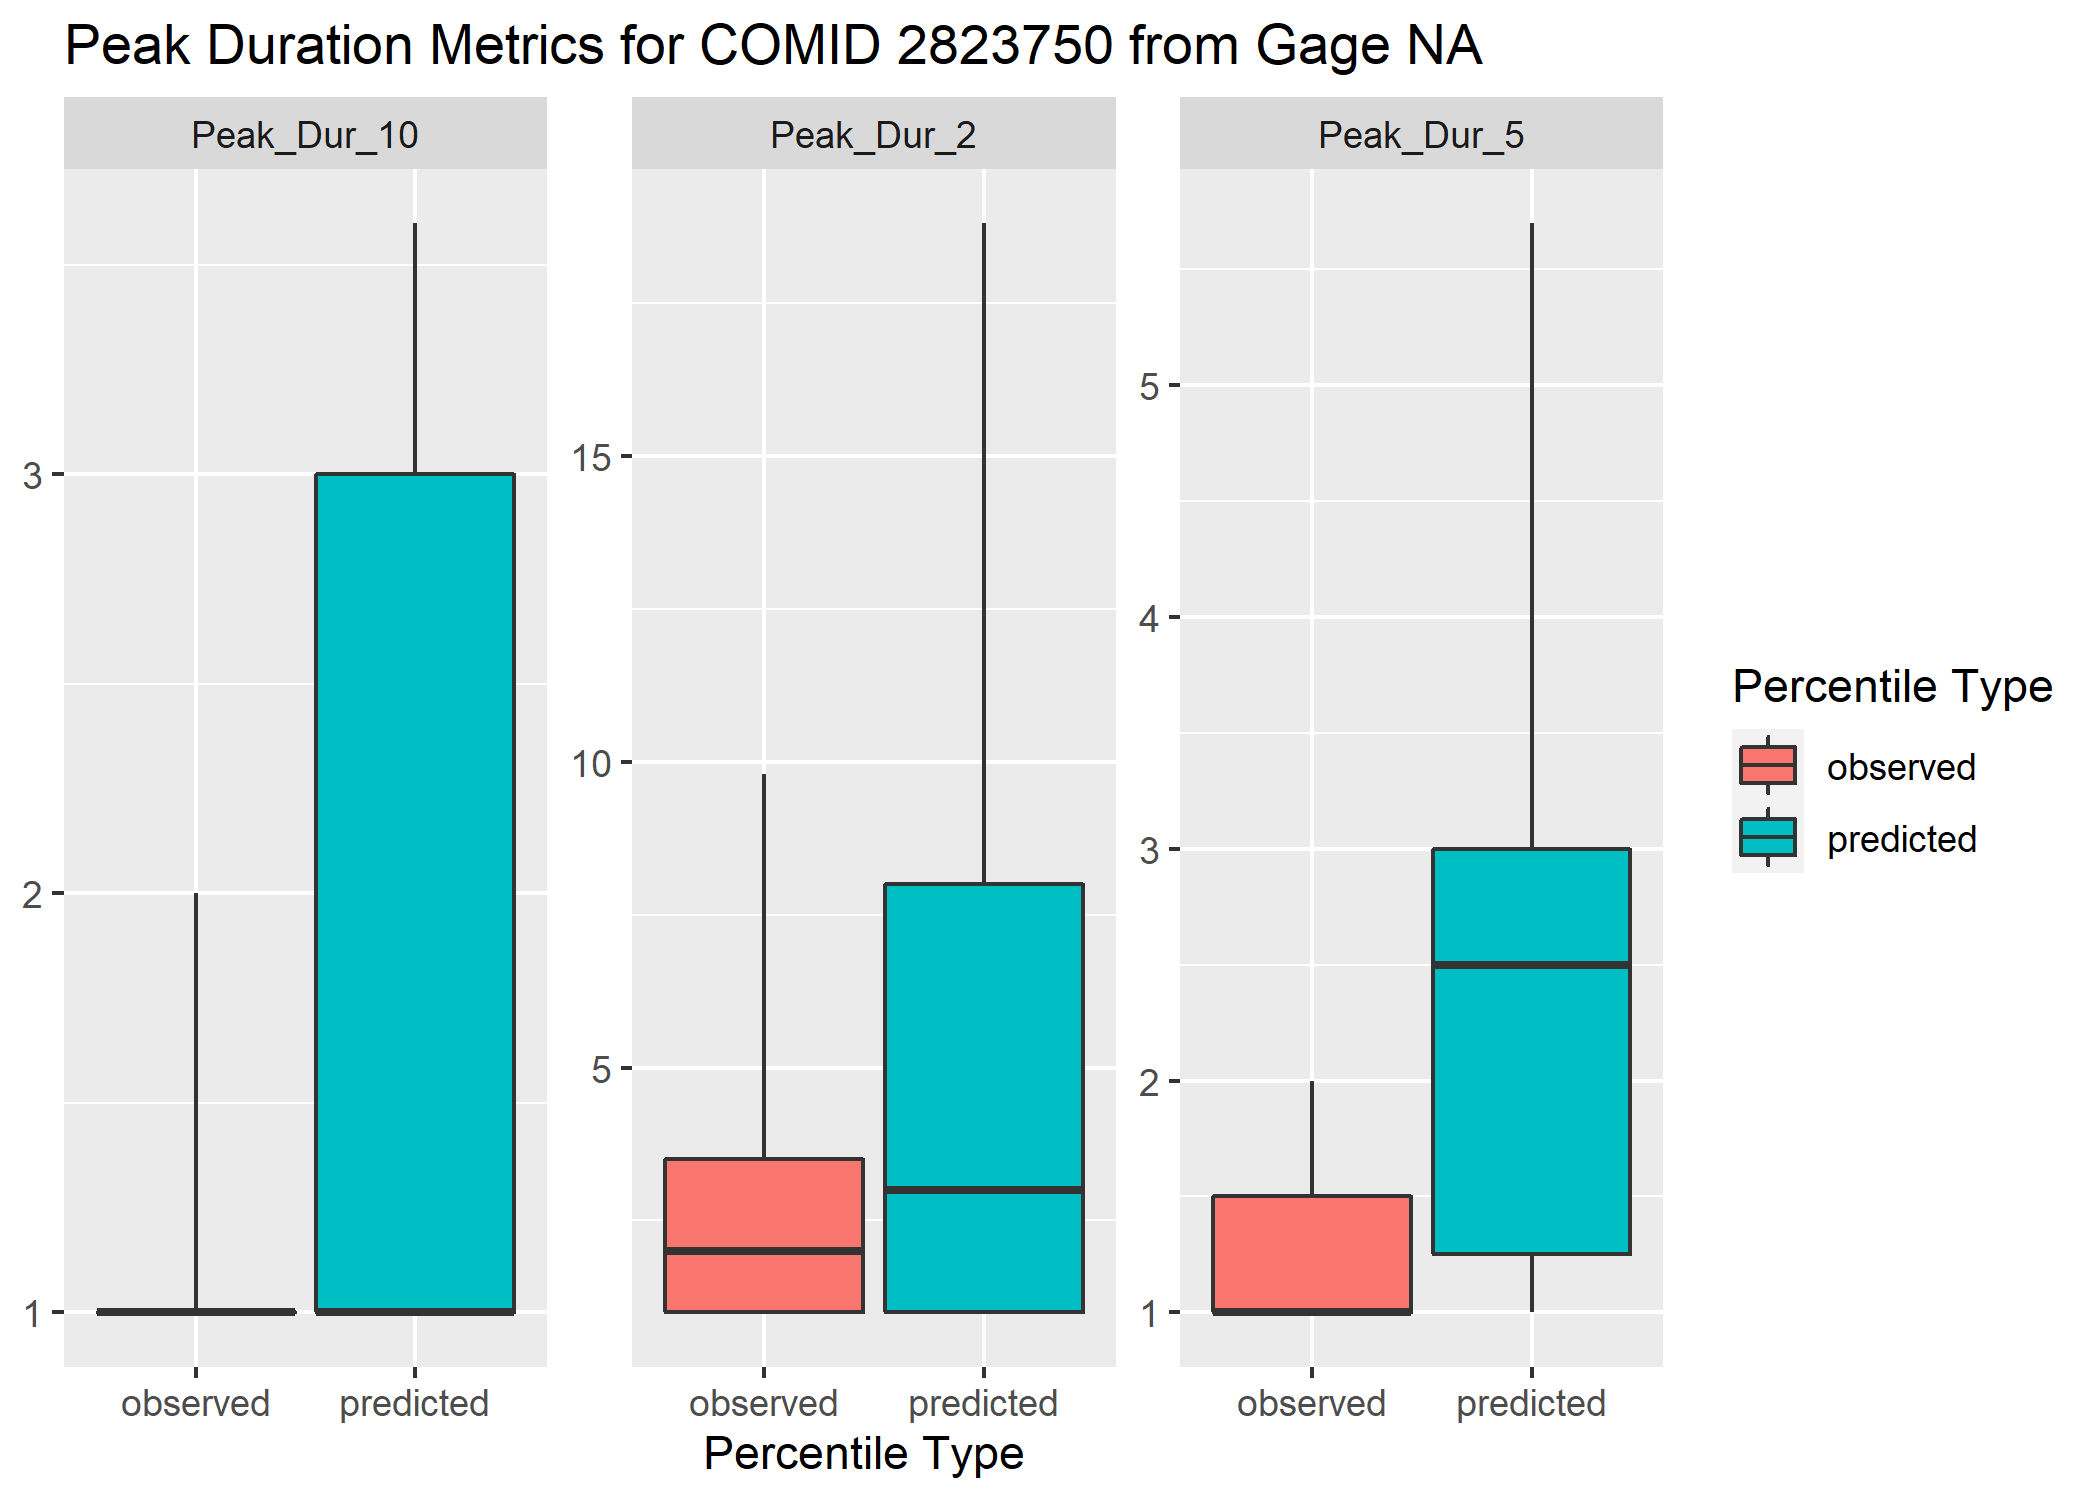 Peak Duration Metrics for COMID 2823750 from Gage NA
Peak_Dur_10
Peak_Dur_2
Peak_Dur_5
3
2
1
15
10
5
5
4
3
2
1
observed
predicted
observed
predicted
observed
predicted
Percentile Type
Percentile Type
observed
predicted